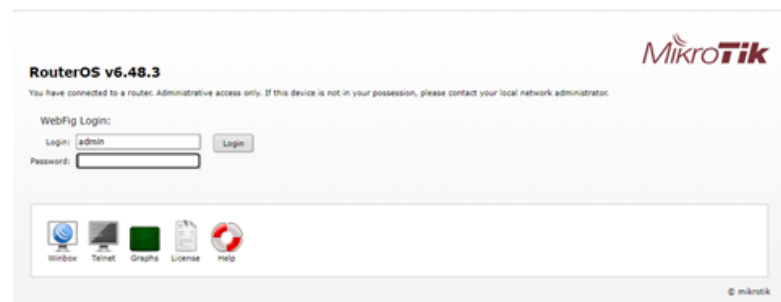 MikroTik
RouterOS v6.48.3
You have connected to a router. Administrative access only. If this device is not in your possession, please contact your local network administrator.
WebFig Login:
Login: admin Login
Password:
Winbox Telnet Graphs License Help
© mikrotik